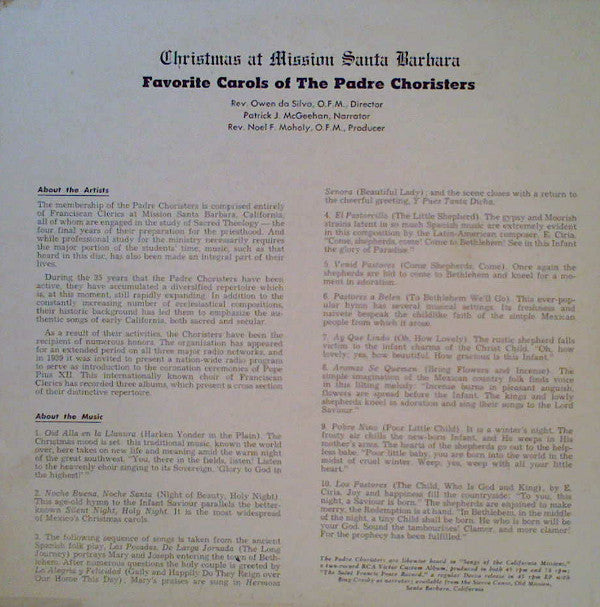 Christmas at Mission Santa Barbara
Favorite Carols of The Padre Choristers
Rev. Owen da Silva, O.F.M., Director
Patrick J. McGeehan, Narrator
Rev. Noel F. Moholy, O.F.M., Producer
About the Artists
The membership of the Padre Choristers is comprised entirely
of Franciscan Clerics at Mission Santa Barbara, California,
all of whom are engaged in the study of Sacred Theology — the
four final years of their preparation for the priesthood. And
while professional study for the ministry necessarily requires
the major portion of the students' time, music, such as that
heard in this disc, has also been made an integral part of their
lives.
During the 25 years that the Padre Choristers have been
active, they have accumulated a diversified repertoire which
is, at this moment, still rapidly expanding. In addition to the
constantly increasing number of ecclesiastical compositions,
their historic background has led them to emphasize the au-
thentic songs of early California, both sacred and secular.
As a result of their activities, the Choristers have been the
recipient of numerous honors. The organization has appeared
for an extended period on all three major radio networks, and
in 1939 it was invited to present a nation-wide radio program
to serve as introduction to the coronation ceremonies of Pope
Pius XII. This internationally known choir of Franciscan
Clerics has recorded three albums, which present a cross section
of their distinctive repertoire.
About the Music
1. Oid Alla en la Llanura (Harken Yonder in the Plain). The
Christmas mood is set: this traditional music, known the world
over, here takes on new life and meaning amid the warm night
of the great southwest. "You, there in the fields, listen! Listen
to the heavenly choir singing to its Sovereign, 'Glory to God in
the highest!'"
2. Noche Buena, Noche Santa (Night of Beauty, Holy Night).
This age-old hymn to the Infant Saviour parallels the better-
known Silent Night, Holy Night. It is the most widespread
of Mexico's Christmas carols.
3. The following sequence of songs is taken from the ancient
Spanish folk play, Las Posadas. De Larga Jornada (The Long
Journey) portrays Mary and Joseph entering the town of Beth-
lehem. After numerous questions the holy couple is greeted by
La Alegria y Felicidad (Gaily and Happily Do They Reign over
Our Home This Day); Mary's praises are sung in Hermosa
Senora (Beautiful Lady); and the scene closes with a return to
the cheerful greeting, Y Pues Tanta Dicha.
4. El Pastorcillo (The Little Shepherd). The gypsy and Moorish
strains latent in so much Spanish music are extremely evident
in this composition by the Latin-American composer, E. Ciria.
"Come, shepherds, come! Come to Bethlehem! See in this Infant
the glory of Paradise."
5. Venid Pastores (Come Shepherds, Come). Once again the
shepherds are bid to come to Bethlehem and kneel for a mo-
ment in adoration.
6. Pastores a Belen (To Bethlehem We'll Go). This ever-pop-
ular hymn has several musical settings. Its freshness and
naivete bespeak the childlike faith of the simple Mexican
people from which it arose.
7. Ay Que Lindo (Oh, How Lovely). The rustic shepherd falls
victim to the infant charms of the Christ Child. "Oh, how
lovely; yes, how beautiful. How gracious is this Infant."
8. Aromas Se Queman (Bring Flowers and Incense). The
simple imagination of the Mexican country folk finds voice
in this lilting melody: "Incense burns in pleasant anguish,
flowers are spread before the Infant. The kings and lowly
shepherds kneel in adoration and sing their songs to the Lord
Saviour."
9. Pobre Nino (Poor Little Child). It is a winter's night. The
frosty air chills the new-born Infant, and He weeps in His
mother's arms. The hearts of the shepherds go out to the help-
less babe. "Poor little baby, you are born into the world in the
midst of cruel winter. Weep; yes, weep with all your little
heart."
10. Los Pastores (The Child, Who Is God and King), by E.
Ciria. Joy and happiness fill the countryside: "To you, this
night, a Saviour is born." The shepherds are enjoined to make
merry, the Redemption is at hand. "In Bethlehem, in the middle
of the night, a tiny Child shall be born. He who is born will be
your God. Sound the tambourines! Clamor, and more clamor!
For the prophecy has been fulfilled."
The Padre Choristers are likewise heard in "Songs of the California Missions,"
a two-record RCA Victor Custom Album, produced in both 45 rpm and 78 rpm;
"The Saint Francis Peace Record," a regular Decca release in 45 rpm EP with
Bing Crosby as narrator; available from the Serra Cause, Old Mission,
Santa Barbara, California